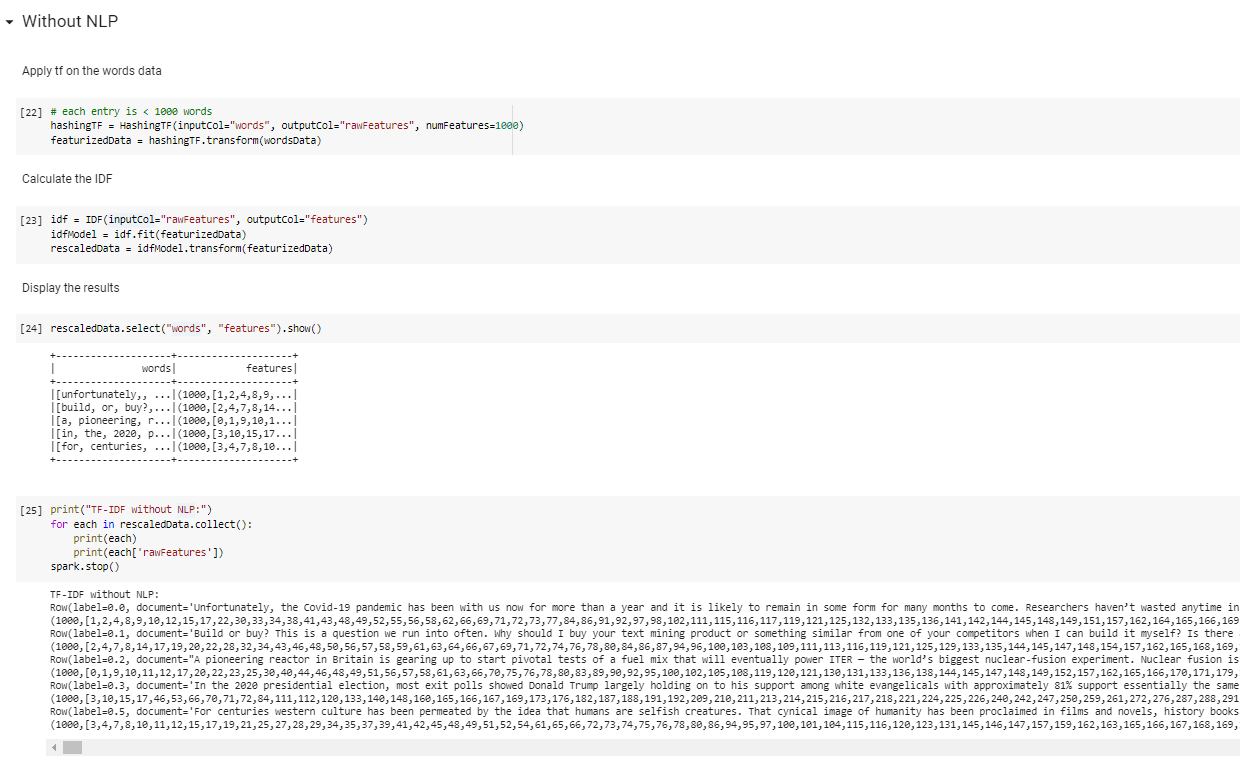 Without NLP
Apply tf on the words data
[22] # each entry is < 1000 words
hashingTF = HashingTF(inputCol="words", outputCol="rawFeatures", numFeatures=1000)
featurizedData = hashingTF.transform(wordsData)
Calculate the IDF
[23] idf = IDF(inputCol="rawFeatures", outputCol="features")
idfModel = idf.fit(featurizedData)
rescaledData = idfModel.transform(featurizedData)
Display the results
[24] rescaledData.select("words", "features").show()
+--------------------+--------------------+
|               words|            features|
+--------------------+--------------------+
|[unfortunately,, ...|(1000,[1,2,4,8,9,...|
|[build, or, buy?,...|(1000,[2,4,7,8,14...|
|[a, pioneering, r...|(1000,[0,1,9,10,1...|
|[in, the, 2020, p...|(1000,[3,10,15,17...|
|[for, centuries, ...|(1000,[3,4,7,8,10...|
+--------------------+--------------------+
[25] print("TF-IDF without NLP:")
for each in rescaledData.collect():
    print(each)
    print(each['rawFeatures'])
spark.stop()
TF-IDF without NLP:
Row(label=0.0, document='Unfortunately, the Covid-19 pandemic has been with us now for more than a year and it is likely to remain in some form for many months to come. Researchers haven’t wasted anytime in
(1000,[1,2,4,8,9,10,12,15,17,22,30,33,34,38,41,43,48,49,52,55,56,58,62,66,69,71,72,73,77,84,86,91,92,97,98,102,111,115,116,117,119,121,125,132,133,135,136,141,142,144,145,148,149,151,157,162,164,165,166,169
Row(label=0.1, document='Build or buy? This is a question we run into often. Why should I buy your text mining product or something similar from one of your competitors when I can build it myself? Is there
(1000,[2,4,7,8,14,17,19,20,22,28,32,34,43,46,48,50,56,57,58,59,61,63,64,66,67,69,71,72,74,76,78,80,84,86,87,94,96,100,103,108,109,111,113,116,119,121,125,129,133,135,144,145,147,148,154,157,162,165,168,169,
Row(label=0.2, document="A pioneering reactor in Britain is gearing up to start pivotal tests of a fuel mix that will eventually power ITER — the world’s biggest nuclear-fusion experiment. Nuclear fusion is
(1000,[0,1,9,10,11,12,17,20,22,23,25,30,40,44,46,48,49,51,56,57,58,61,63,66,70,75,76,78,80,83,89,90,92,95,100,102,105,108,119,120,121,130,131,133,136,138,144,145,147,148,149,152,157,162,165,166,170,171,179,
Row(label=0.3, document='In the 2020 presidential election, most exit polls showed Donald Trump largely holding on to his support among white evangelicals with approximately 81% support essentially the same
(1000,[3,10,15,17,46,53,66,70,71,72,84,111,112,120,133,140,148,160,165,166,167,169,173,176,182,187,188,191,192,209,210,211,213,214,215,216,217,218,221,224,225,226,240,242,247,250,259,261,272,276,287,288,291
Row(label=0.5, document='For centuries western culture has been permeated by the idea that humans are selfish creatures. That cynical image of humanity has been proclaimed in films and novels, history books
(1000,[3,4,7,8,10,11,12,15,17,19,21,25,27,28,29,34,35,37,39,41,42,45,48,49,51,52,54,61,65,66,72,73,74,75,76,78,80,86,94,95,97,100,101,104,115,116,120,123,131,145,146,147,157,159,162,163,165,166,167,168,169,